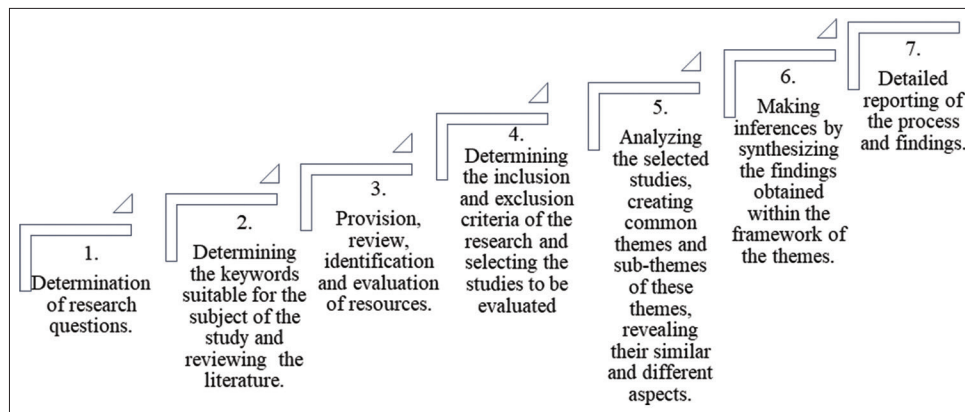 1.
Determination
of research
questions.
2.
Determining
the keywords
suitable for the
subject of the
study and
reviewing the
literature.
3.
Provision,
review,
identification
and evaluation
of resources.
4.
Determining
the inclusion
and exclusion
criteria of the
research and
selecting the
studies to be
evaluated
5.
Analyzing
the selected
studies,
creating
common
themes and
sub-themes
of these
themes,
revealing
their similar
and different
aspects.
6.
Making
inferences by
synthesizing
the findings
obtained
within the
framework of
the themes.
7.
Detailed
reporting of
the process
and findings.